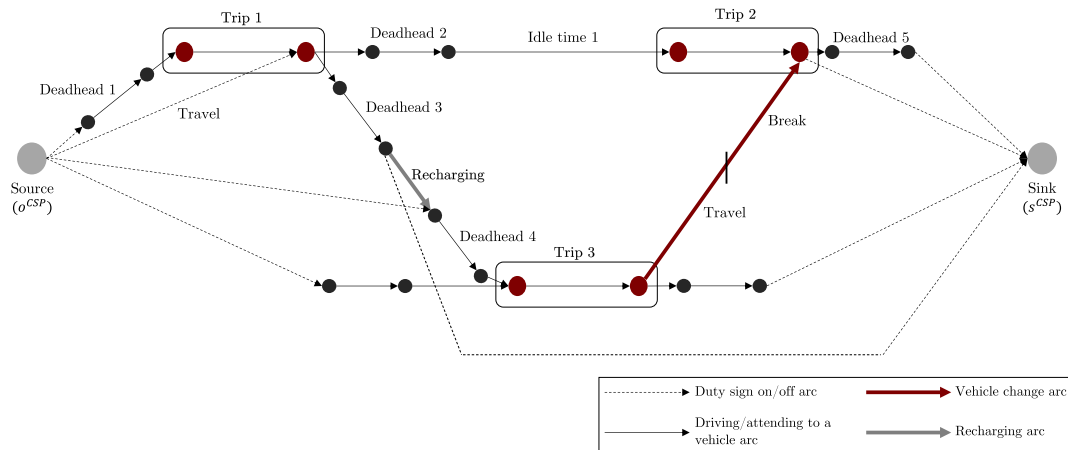 Trip 1
Trip 2
Deadhead 2
Idle time 1
Deadhead 5
Deadhead 1
Travel
Deadhead 3
Break
Recharging
Source
(o^{CSP})
Sink
(s^{CSP})
Travel
Deadhead 4
Trip 3
Duty sign on/off arc
Vehicle change arc
Driving/attending to a
vehicle arc
Recharging arc